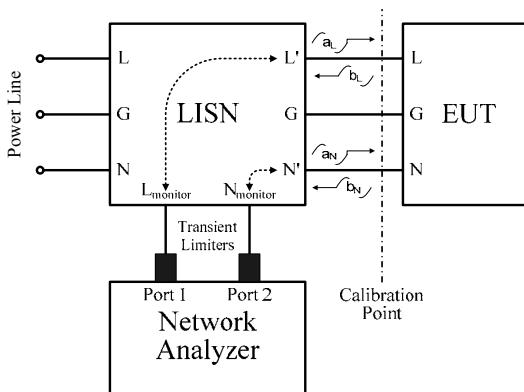 Power Line
L
G
N
LISN
L'
G
N'
L_monitor
N_monitor
a_L
b_L
a_N
b_N
L
G
N
EUT
Transient
Limiters
Port 1
Port 2
Network
Analyzer
Calibration
Point